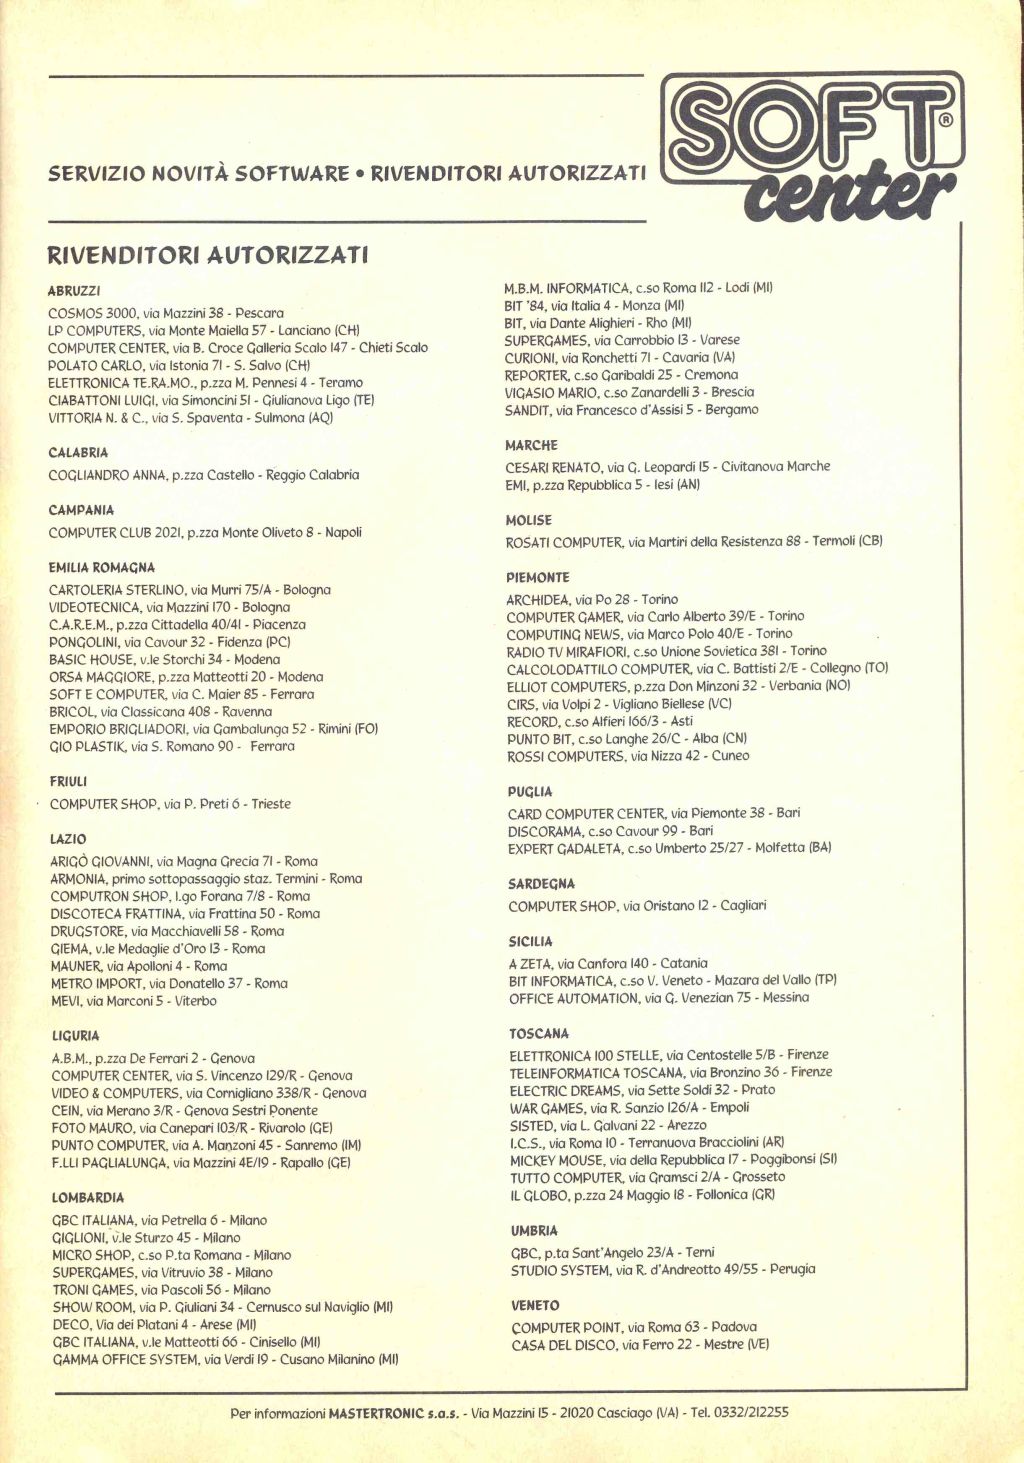 SOFT®
center
SERVIZIO NOVITÀ SOFTWARE • RIVENDITORI AUTORIZZATI
RIVENDITORI AUTORIZZATI
ABRUZZI
COSMOS 3000, via Mazzini 38 - Pescara
LP COMPUTERS, via Monte Maiella 57 - Lanciano (CH)
COMPUTER CENTER, via B. Croce Galleria Scalo 147 - Chieti Scalo
POLATO CARLO, via Istonia 71 - S. Salvo (CH)
ELETTRONICA TE.RA.MO., p.zza M. Pennesi 4 - Teramo
CIABATTONI LUIGI, via Simoncini 51 - Giulianova Ligo (TE)
VITTORIA N. & C., via S. Spaventa - Sulmona (AQ)
CALABRIA
COGLIANDRO ANNA, p.zza Castello - Reggio Calabria
CAMPANIA
COMPUTER CLUB 2021, p.zza Monte Oliveto 8 - Napoli
EMILIA ROMAGNA
CARTOLERIA STERLINO, via Murri 75/A - Bologna
VIDEOTECNICA, via Mazzini 170 - Bologna
C.A.R.E.M., p.zza Cittadella 40/41 - Piacenza
PONGOLINI, via Cavour 32 - Fidenza (PC)
BASIC HOUSE, v.le Storchi 34 - Modena
ORSA MAGGIORE, p.zza Matteotti 20 - Modena
SOFT E COMPUTER, via C. Maier 85 - Ferrara
BRICOL, via Classicana 408 - Ravenna
EMPORIO BRIGLIADORI, via Gambalunga 52 - Rimini (FO)
GIO PLASTIK, via S. Romano 90 - Ferrara
FRIULI
COMPUTER SHOP, via P. Preti 6 - Trieste
LAZIO
ARIGÒ GIOVANNI, via Magna Grecia 71 - Roma
ARMONIA, primo sottopassaggio staz. Termini - Roma
COMPUTRON SHOP, l.go Forana 7/8 - Roma
DISCOTECA FRATTINA, via Frattina 50 - Roma
DRUGSTORE, via Macchiavelli 58 - Roma
GIEMA, v.le Medaglie d'Oro 13 - Roma
MAUNER, via Apolloni 4 - Roma
METRO IMPORT, via Donatello 37 - Roma
MEVI, via Marconi 5 - Viterbo
LIGURIA
A.B.M., p.zza De Ferrari 2 - Genova
COMPUTER CENTER, via S. Vincenzo 129/R - Genova
VIDEO & COMPUTERS, via Cornigliano 338/R - Genova
CEIN, via Merano 3/R - Genova Sestri Ponente
FOTO MAURO, via Canepari 103/R - Rivarolo (GE)
PUNTO COMPUTER, via A. Manzoni 45 - Sanremo (IM)
F.LLI PAGLIALUNGA, via Mazzini 4E/19 - Rapallo (GE)
LOMBARDIA
GBC ITALIANA, via Petrella 6 - Milano
GIGLIONI, v.le Sturzo 45 - Milano
MICRO SHOP, c.so P.ta Romana - Milano
SUPERGAMES, via Vitruvio 38 - Milano
TRONI GAMES, via Pascoli 56 - Milano
SHOW ROOM, via P. Giuliani 34 - Cernusco sul Naviglio (MI)
DECO, Via dei Platani 4 - Arese (MI)
GBC ITALIANA, v.le Matteotti 66 - Cinisello (MI)
GAMMA OFFICE SYSTEM, via Verdi 19 - Cusano Milanino (MI)
M.B.M. INFORMATICA, c.so Roma 112 - Lodi (MI)
BIT '84, via Italia 4 - Monza (MI)
BIT, via Dante Alighieri - Rho (MI)
SUPERGAMES, via Carrobbio 13 - Varese
CURIONI, via Ronchetti 71 - Cavaria (VA)
REPORTER, c.so Garibaldi 25 - Cremona
VIGASIO MARIO, c.so Zanardelli 3 - Brescia
SANDIT, via Francesco d'Assisi 5 - Bergamo
MARCHE
CESARI RENATO, via G. Leopardi 15 - Civitanova Marche
EMI, p.zza Repubblica 5 - Iesi (AN)
MOLISE
ROSATI COMPUTER, via Martiri della Resistenza 88 - Termoli (CB)
PIEMONTE
ARCHIDEA, via Po 28 - Torino
COMPUTER GAMER, via Carlo Alberto 39/E - Torino
COMPUTING NEWS, via Marco Polo 40/E - Torino
RADIO TV MIRAFIORI, c.so Unione Sovietica 381 - Torino
CALCOLODATTILO COMPUTER, via C. Battisti 2/E - Collegno (TO)
ELLIOT COMPUTERS, p.zza Don Minzoni 32 - Verbania (NO)
CIRS, via Volpi 2 - Vigliano Biellese (VC)
RECORD, c.so Alfieri 166/3 - Asti
PUNTO BIT, c.so Langhe 26/C - Alba (CN)
ROSSI COMPUTERS, via Nizza 42 - Cuneo
PUGLIA
CARD COMPUTER CENTER, via Piemonte 38 - Bari
DISCORAMA, c.so Cavour 99 - Bari
EXPERT GADALETA, c.so Umberto 25/27 - Molfetta (BA)
SARDEGNA
COMPUTER SHOP, via Oristano 12 - Cagliari
SICILIA
A ZETA, via Canfora 140 - Catania
BIT INFORMATICA, c.so V. Veneto - Mazara del Vallo (TP)
OFFICE AUTOMATION, via G. Venezian 75 - Messina
TOSCANA
ELETTRONICA 100 STELLE, via Centostelle 5/B - Firenze
TELEINFORMATICA TOSCANA, via Bronzino 36 - Firenze
ELECTRIC DREAMS, via Sette Soldi 32 - Prato
WAR GAMES, via R. Sanzio 126/A - Empoli
SISTED, via L. Galvani 22 - Arezzo
I.C.S., via Roma 10 - Terranuova Bracciolini (AR)
MICKEY MOUSE, via della Repubblica 17 - Poggibonsi (SI)
TUTTO COMPUTER, via Gramsci 2/A - Grosseto
IL GLOBO, p.zza 24 Maggio 18 - Follonica (GR)
UMBRIA
GBC, p.ta Sant'Angelo 23/A - Terni
STUDIO SYSTEM, via R. d'Andreotto 49/55 - Perugia
VENETO
COMPUTER POINT, via Roma 63 - Padova
CASA DEL DISCO, via Ferro 22 - Mestre (VE)
Per informazioni MASTERTRONIC s.a.s. - Via Mazzini 15 - 21020 Casciago (VA) - Tel. 0332/212255